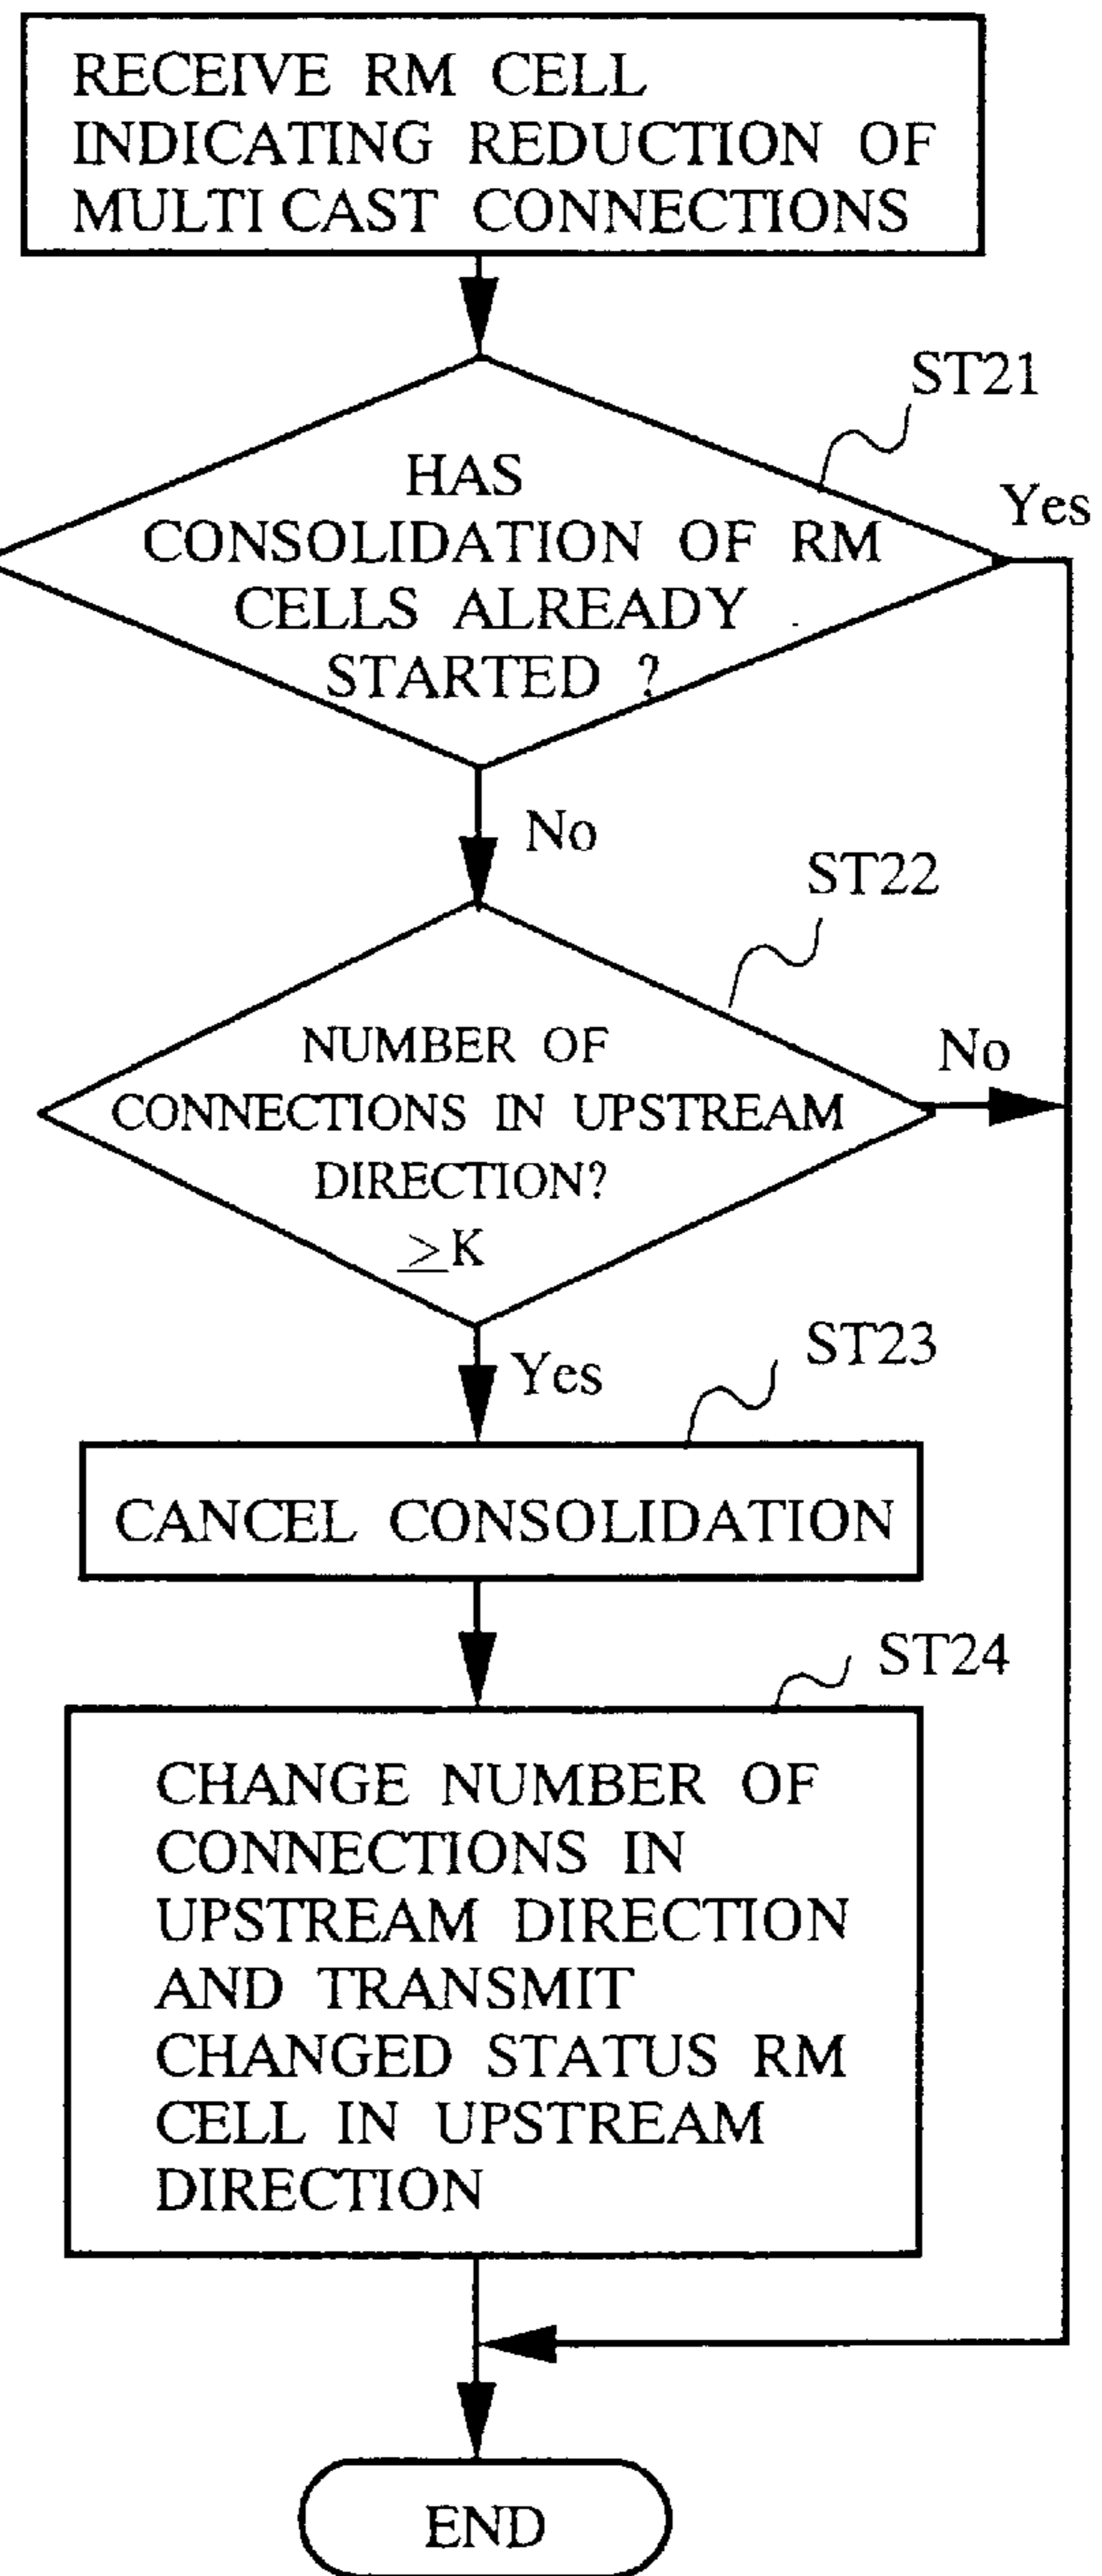 RECEIVE RM CELL
INDICATING REDUCTION OF
MULTI CAST CONNECTIONS
ST21
HAS
CONSOLIDATION OF RM
CELLS ALREADY
STARTED ?
Yes
No
ST22
NUMBER OF
CONNECTIONS IN UPSTREAM
DIRECTION?
≥K
No
Yes
ST23
CANCEL CONSOLIDATION
ST24
CHANGE NUMBER OF
CONNECTIONS IN
UPSTREAM DIRECTION
AND TRANSMIT
CHANGED STATUS RM
CELL IN UPSTREAM
DIRECTION
END